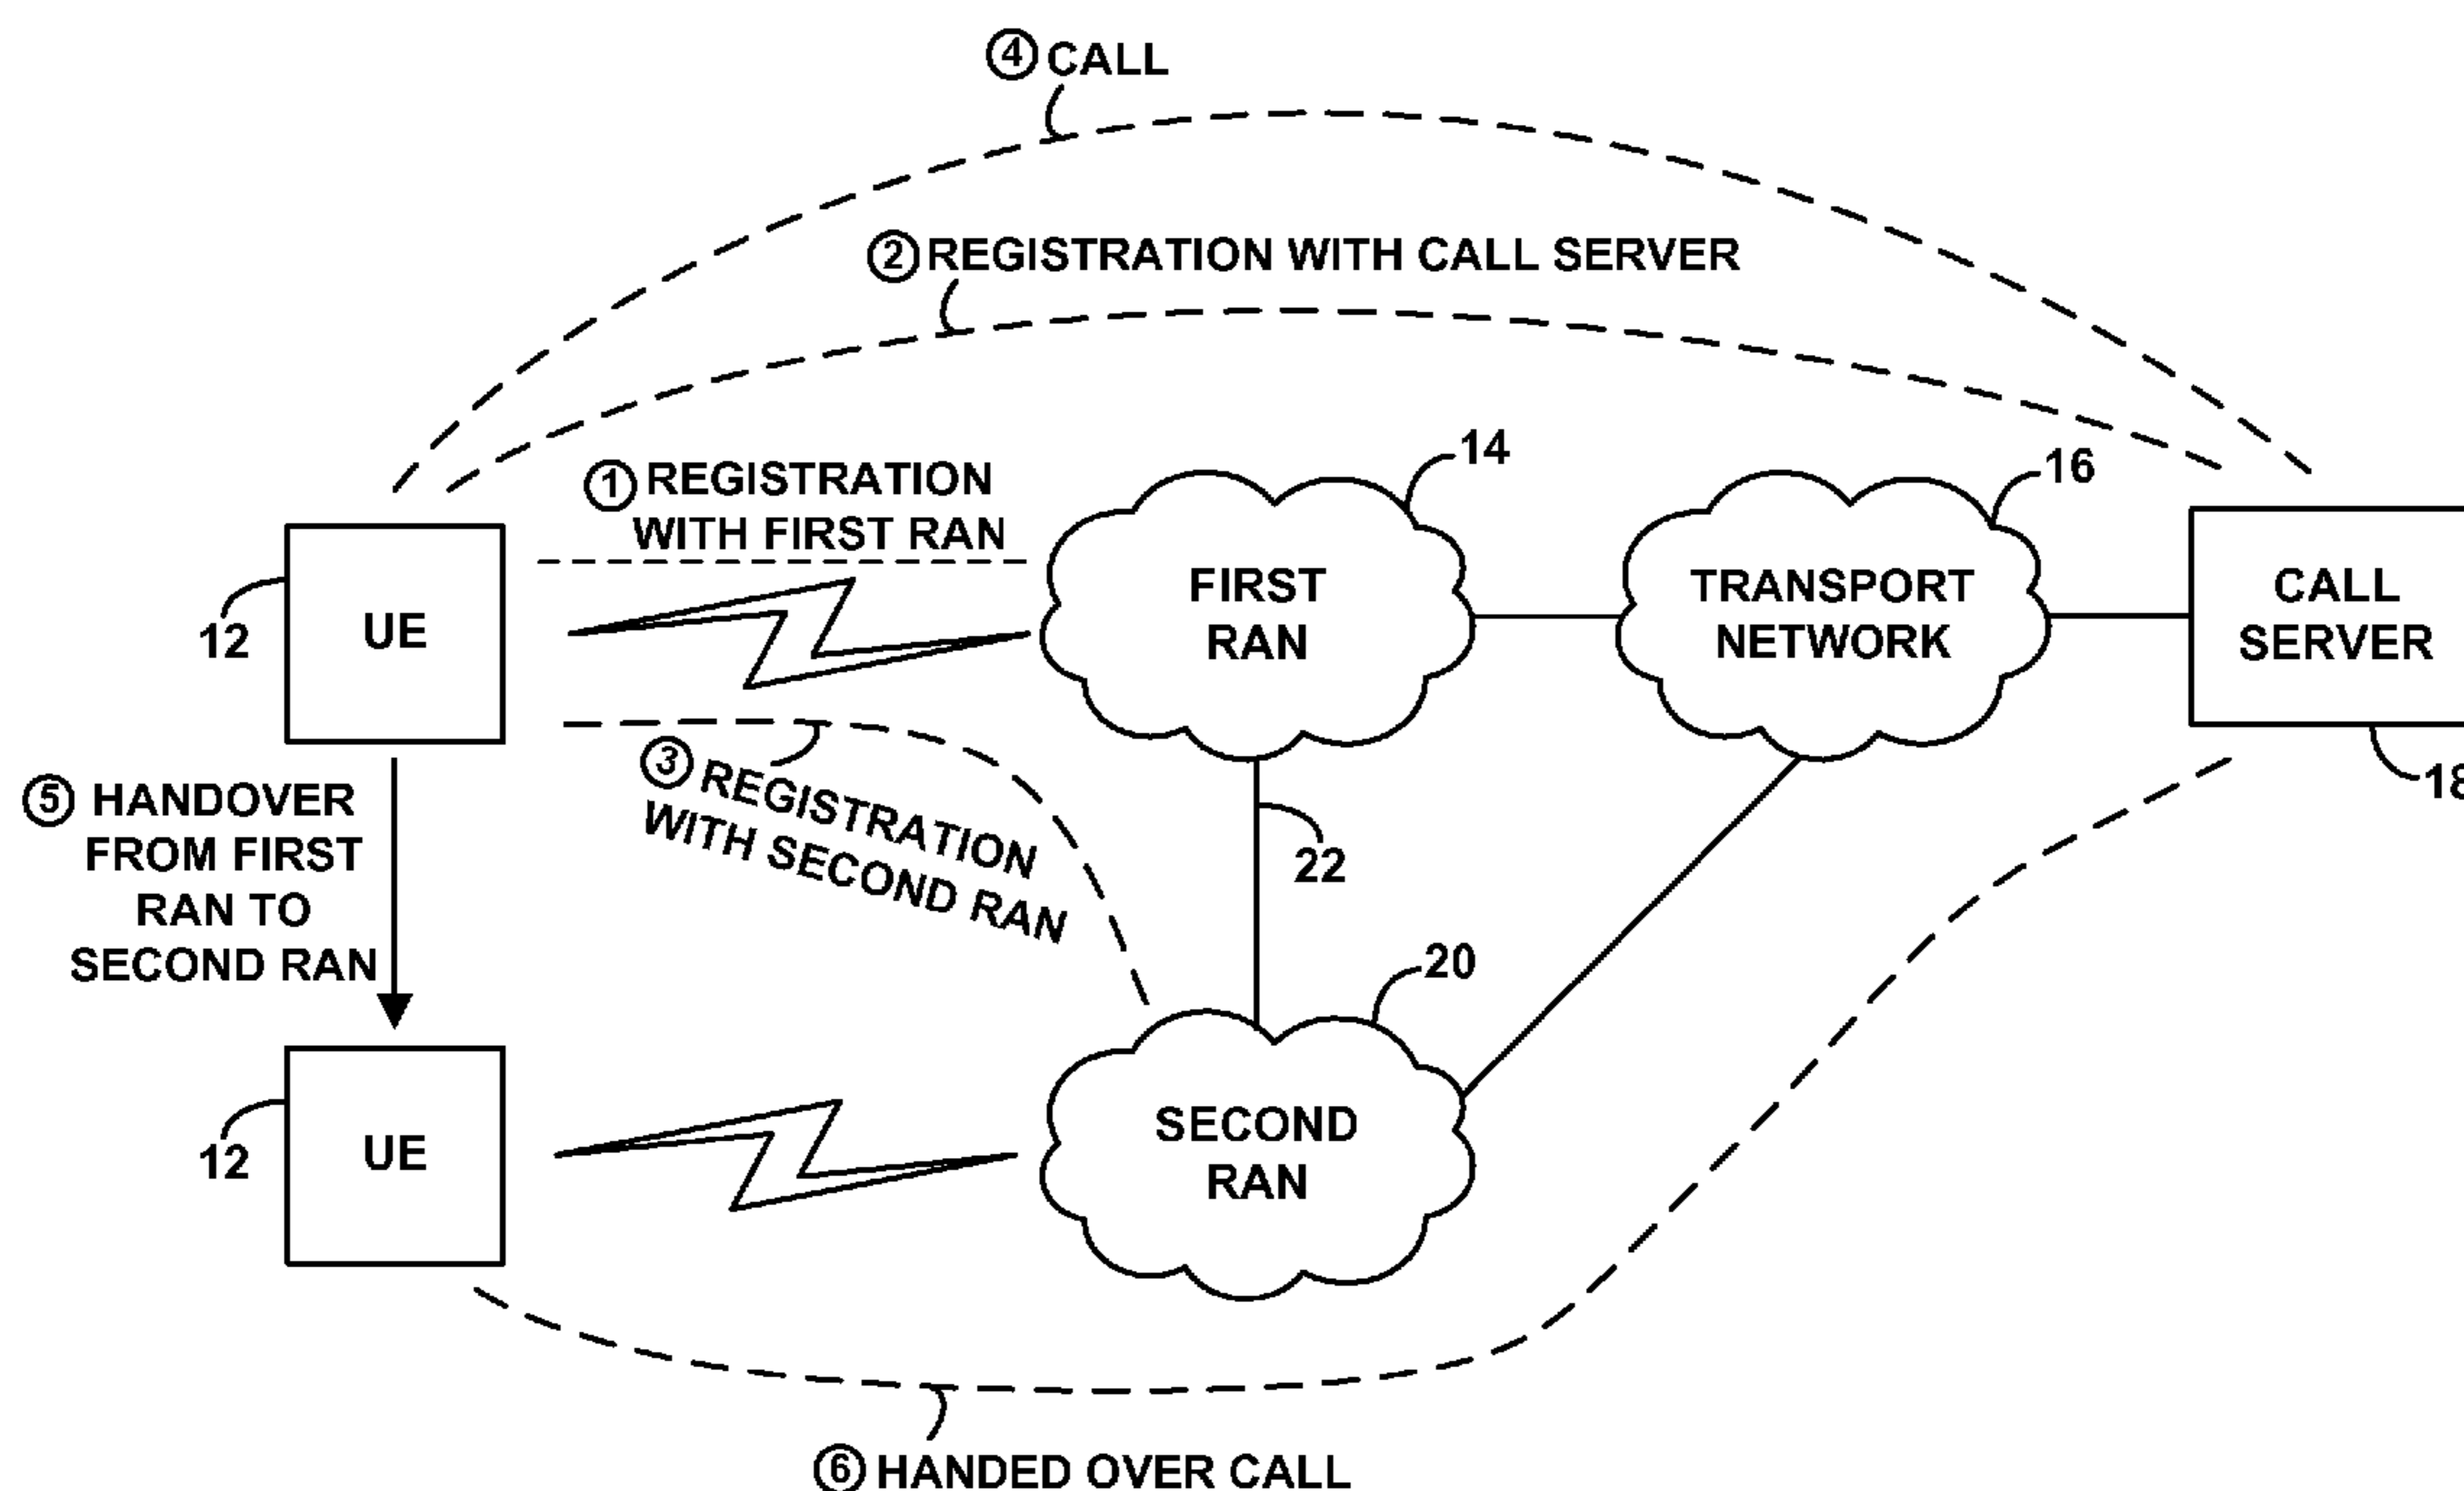 ④ CALL
② REGISTRATION WITH CALL SERVER
① REGISTRATION
WITH FIRST RAN
14
16
12
UE
FIRST
RAN
TRANSPORT
NETWORK
CALL
SERVER
③ REGISTRATION
WITH SECOND RAN
⑤ HANDOVER
FROM FIRST
RAN TO
SECOND RAN
22
20
12
UE
SECOND
RAN
⑥ HANDED OVER CALL